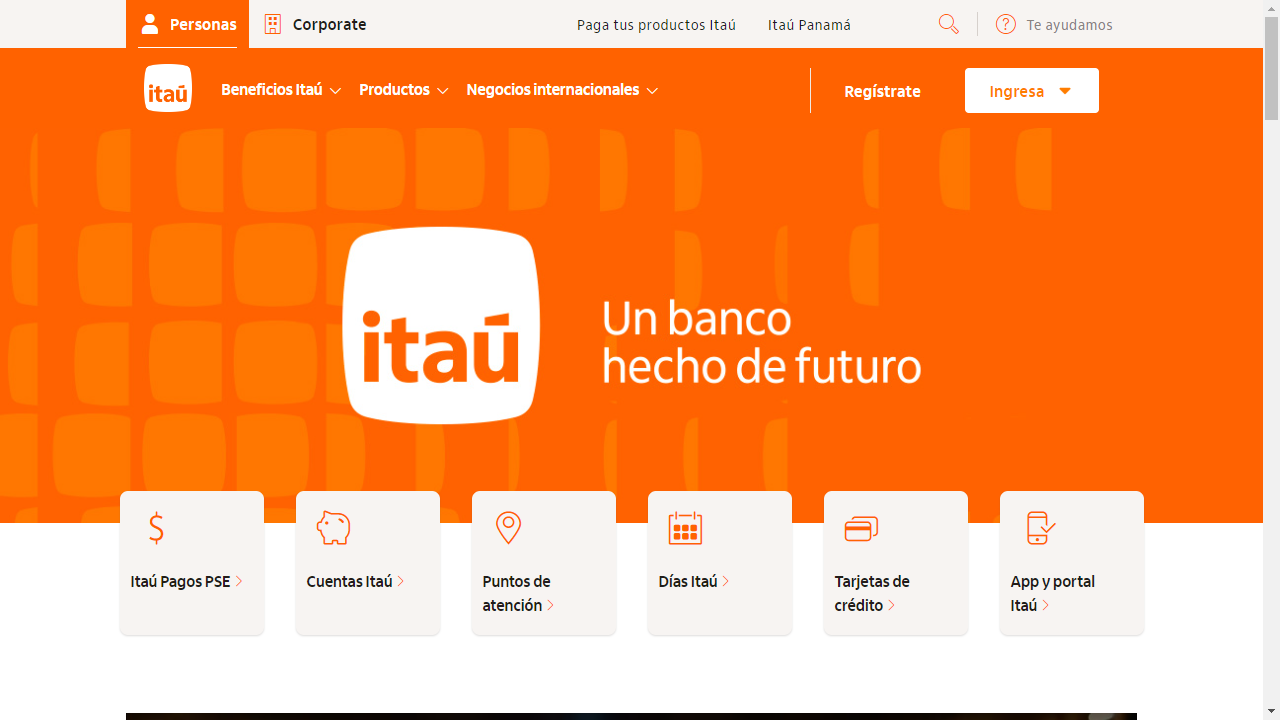 Personas
Corporate
Paga tus productos Itaú
Itaú Panamá
Te ayudamos
itaú
Beneficios Itaú
Productos
Negocios internacionales
Regístrate
Ingresa
itaú
Un banco
hecho de futuro
Itaú Pagos PSE
Cuentas Itaú
Puntos de
atención
Días Itaú
Tarjetas de
crédito
App y portal
Itaú